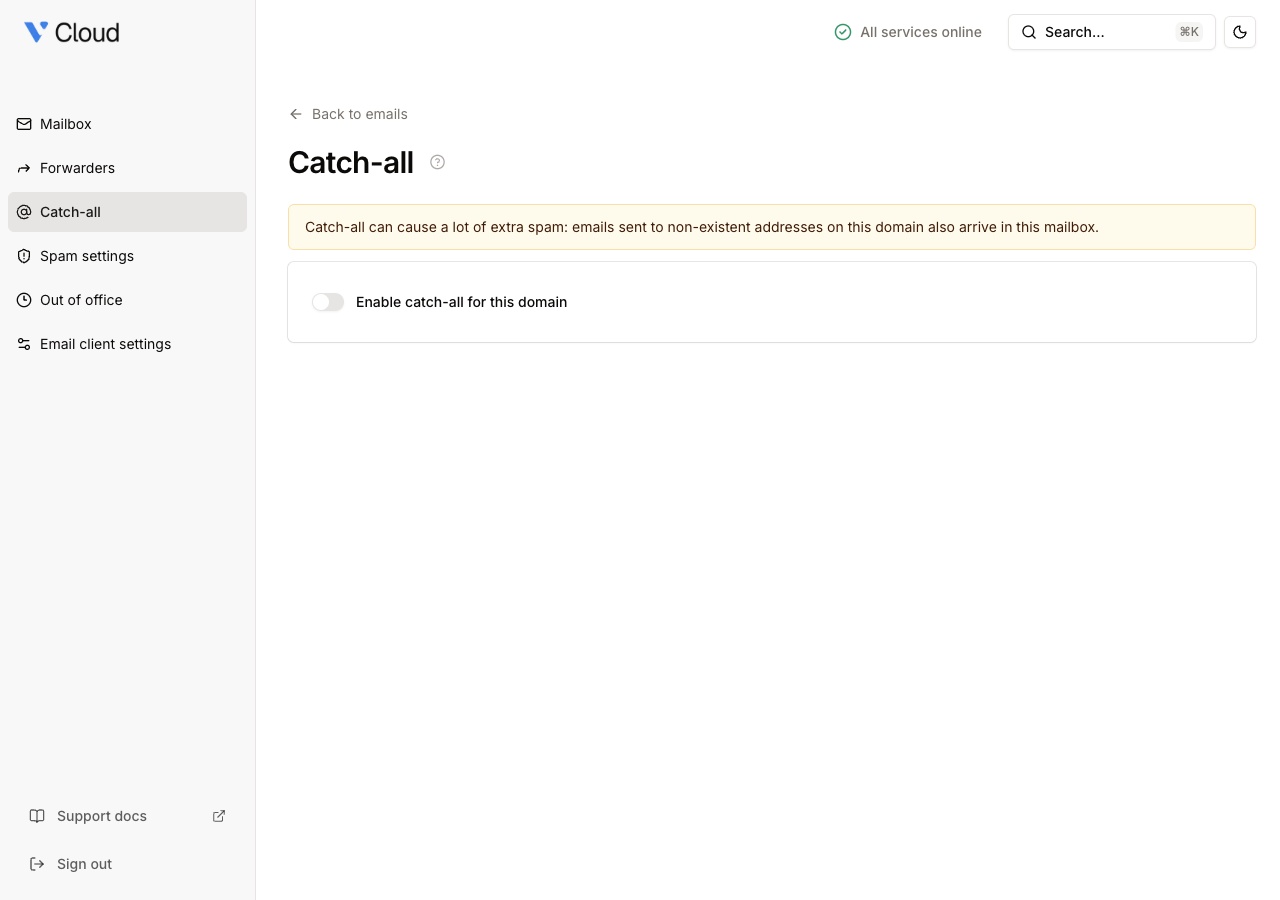 Cloud
All services online
Search...
⌘K
Mailbox
Forwarders
Catch-all
Spam settings
Out of office
Email client settings
Back to emails
Catch-all
Catch-all can cause a lot of extra spam: emails sent to non-existent addresses on this domain also arrive in this mailbox.
Enable catch-all for this domain
Support docs
Sign out